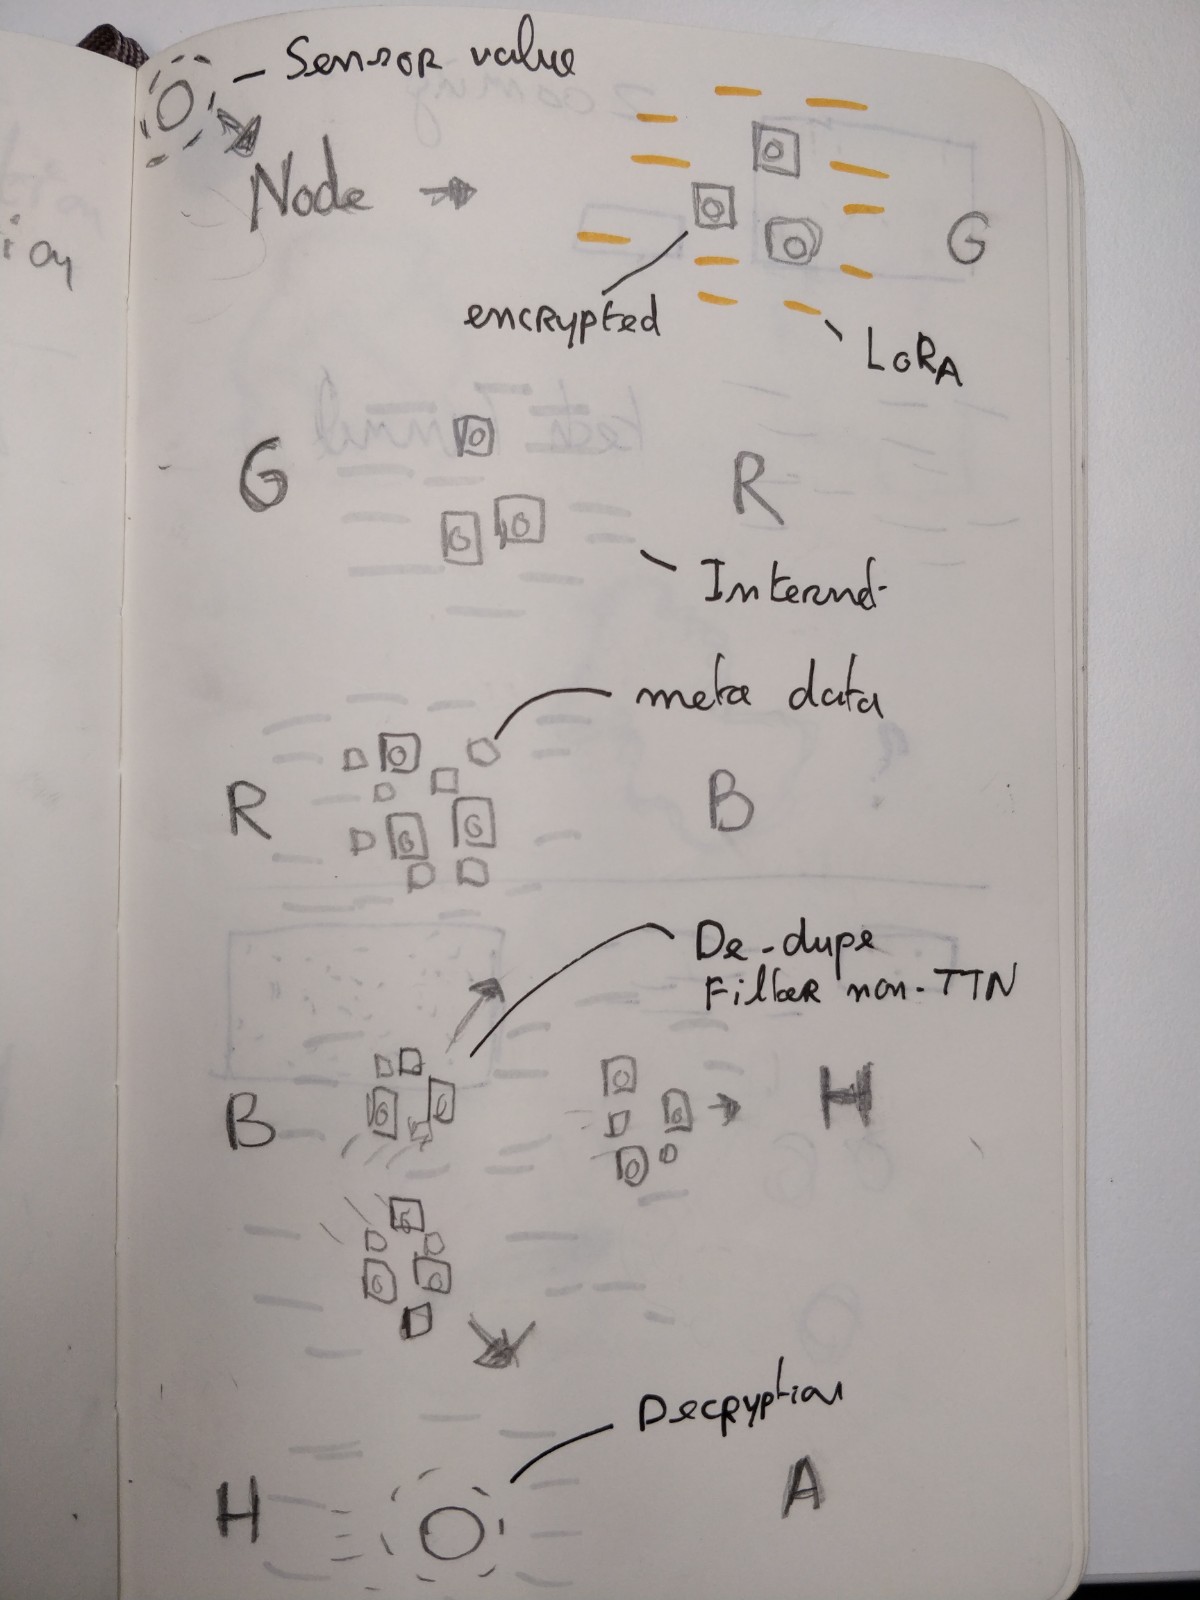 Sensor value
Node
G
encrypted
LoRA
G
R
Internet
meta data
R
B
De-dupe
Filter non-TTN
B
H
Decryption
H
A